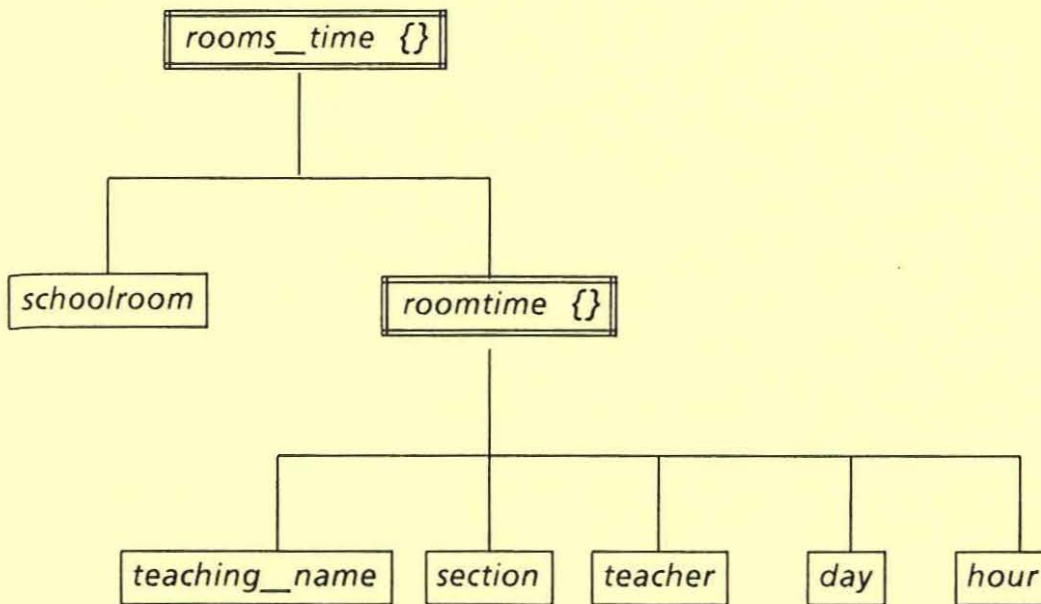 rooms__time {}
schoolroom
roomtime {}
teaching__name
section
teacher
day
hour